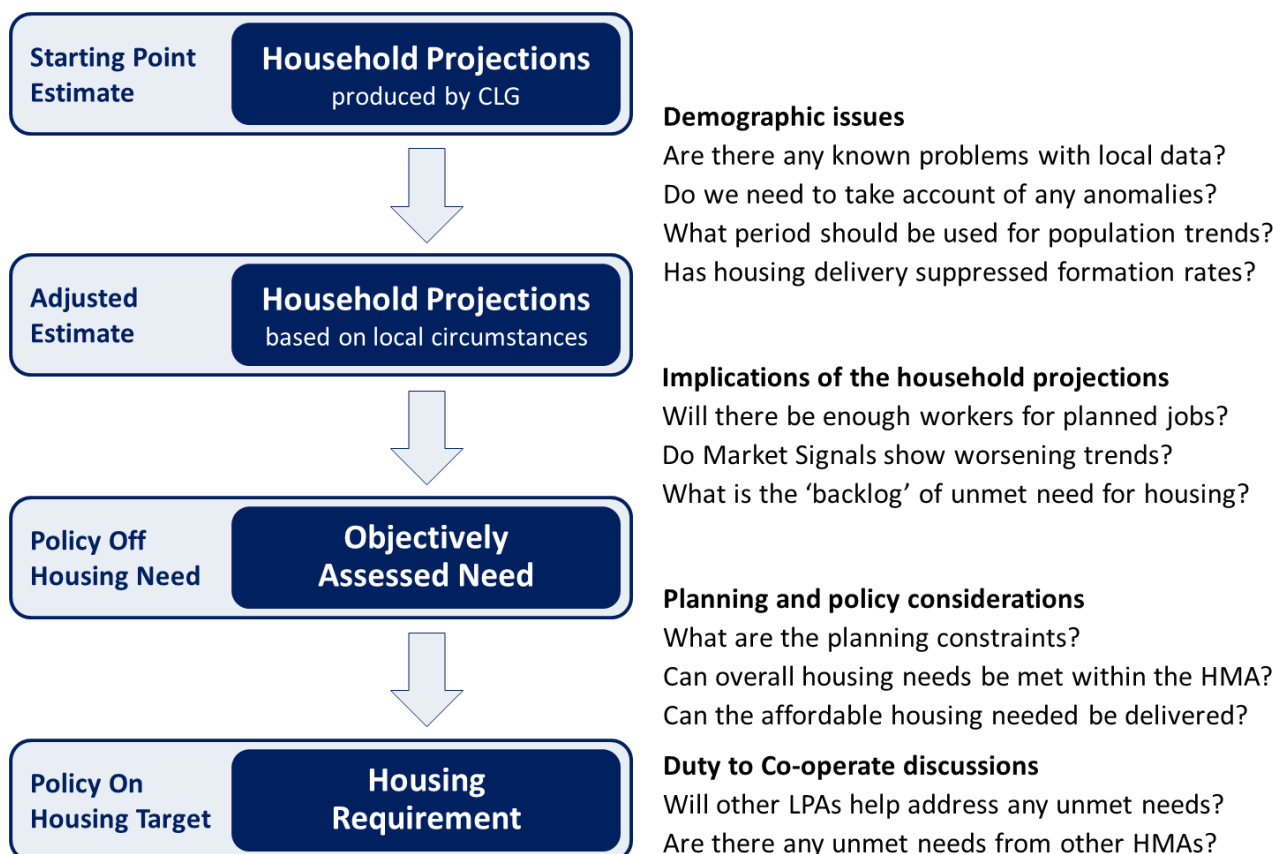 Starting Point
Estimate
Household Projections
produced by CLG
Demographic issues
Are there any known problems with local data?
Do we need to take account of any anomalies?
What period should be used for population trends?
Has housing delivery suppressed formation rates?
Adjusted
Estimate
Household Projections
based on local circumstances
Implications of the household projections
Will there be enough workers for planned jobs?
Do Market Signals show worsening trends?
What is the ‘backlog’ of unmet need for housing?
Policy Off
Housing Need
Objectively
Assessed Need
Planning and policy considerations
What are the planning constraints?
Can overall housing needs be met within the HMA?
Can the affordable housing needed be delivered?
Policy On
Housing Target
Housing
Requirement
Duty to Co-operate discussions
Will other LPAs help address any unmet needs?
Are there any unmet needs from other HMAs?